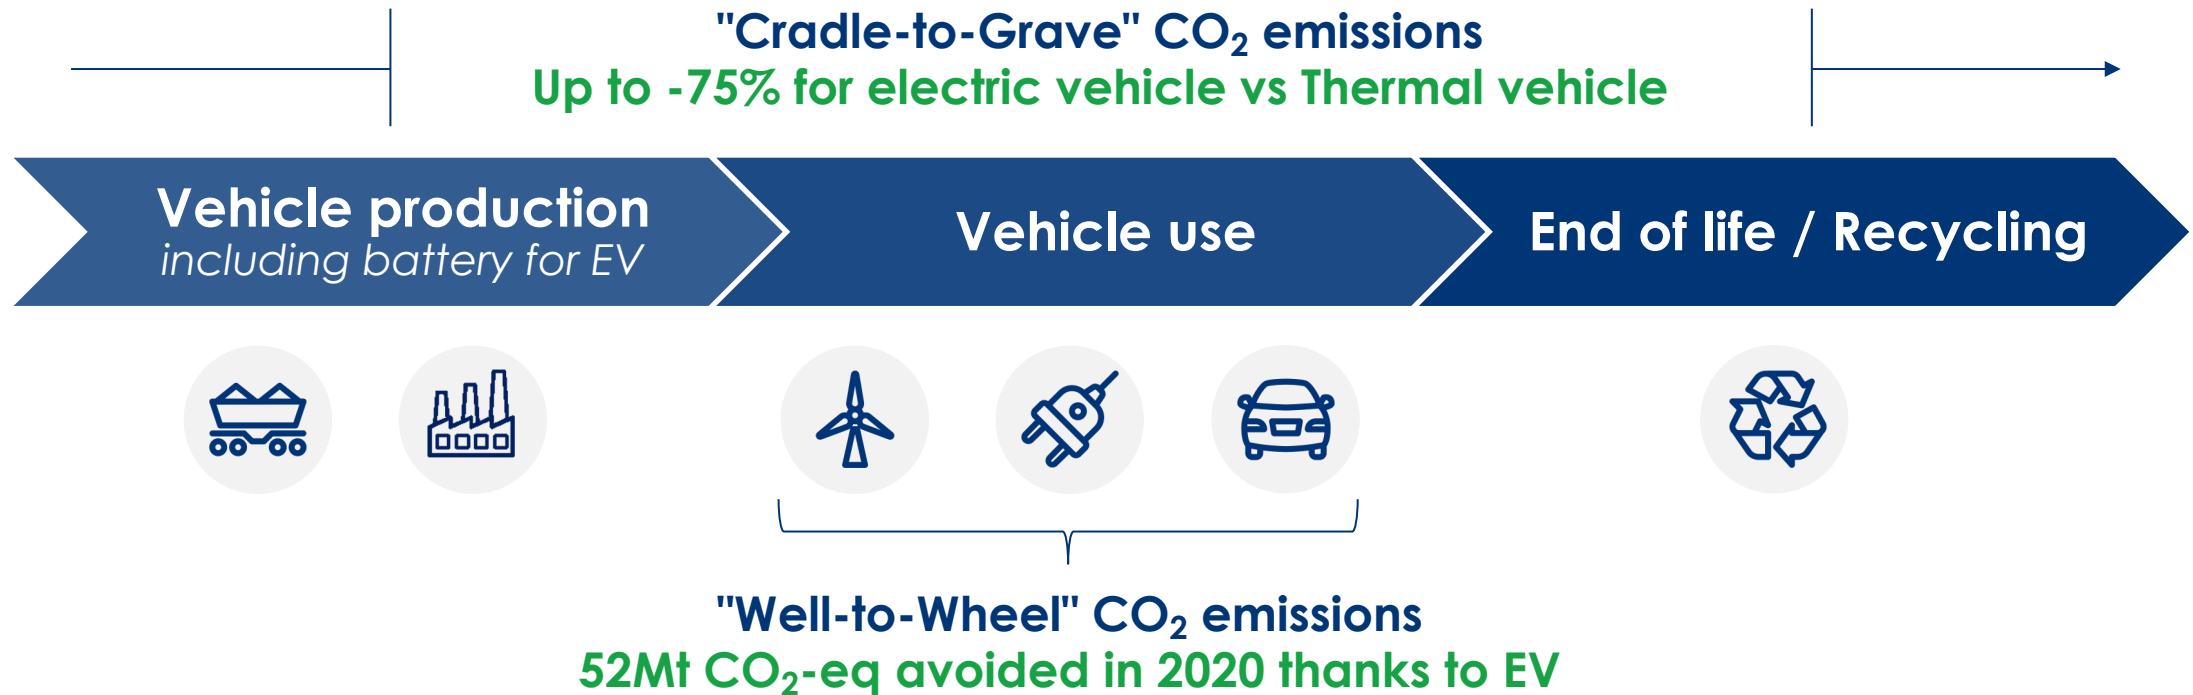 "Cradle-to-Grave" CO₂ emissions
Up to -75% for electric vehicle vs Thermal vehicle
Vehicle production
including battery for EV
Vehicle use
End of life / Recycling
"Well-to-Wheel" CO₂ emissions
52Mt CO₂-eq avoided in 2020 thanks to EV